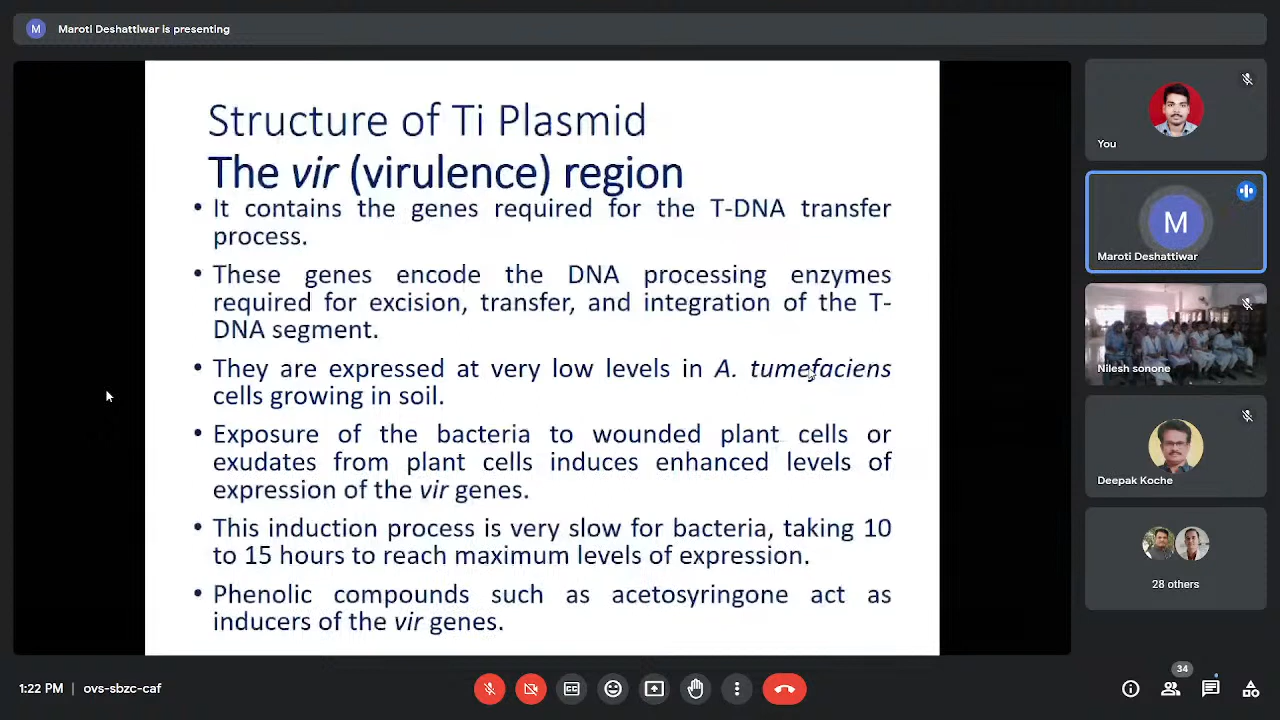 M Maroti Deshattiwar is presenting
Structure of Ti Plasmid
The vir (virulence) region
• It contains the genes required for the T-DNA transfer
process.
• These genes encode the DNA processing enzymes
required for excision, transfer, and integration of the T-
DNA segment.
• They are expressed at very low levels in A. tumefaciens
cells growing in soil.
• Exposure of the bacteria to wounded plant cells or
exudates from plant cells induces enhanced levels of
expression of the vir genes.
• This induction process is very slow for bacteria, taking 10
to 15 hours to reach maximum levels of expression.
• Phenolic compounds such as acetosyringone act as
inducers of the vir genes.
You
M
Maroti Deshattiwar
Nilesh sonone
Deepak Koche
28 others
1:22 PM | ovs-sbzc-caf
34